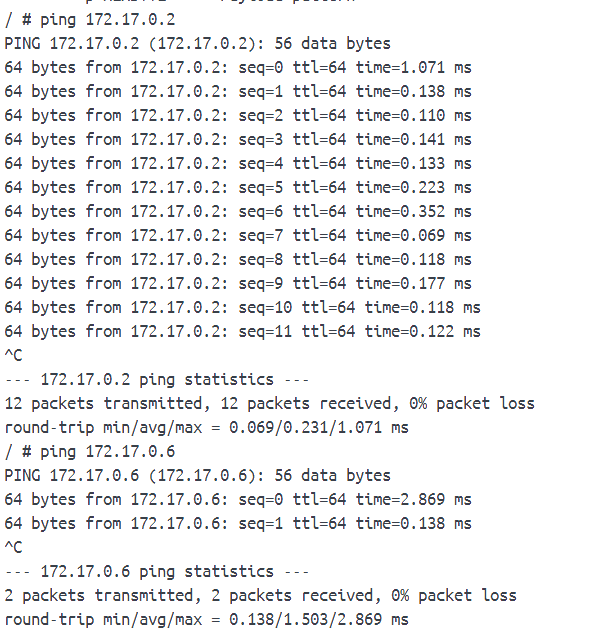 / # ping 172.17.0.2
PING 172.17.0.2 (172.17.0.2): 56 data bytes
64 bytes from 172.17.0.2: seq=0 ttl=64 time=1.071 ms
64 bytes from 172.17.0.2: seq=1 ttl=64 time=0.138 ms
64 bytes from 172.17.0.2: seq=2 ttl=64 time=0.110 ms
64 bytes from 172.17.0.2: seq=3 ttl=64 time=0.141 ms
64 bytes from 172.17.0.2: seq=4 ttl=64 time=0.133 ms
64 bytes from 172.17.0.2: seq=5 ttl=64 time=0.223 ms
64 bytes from 172.17.0.2: seq=6 ttl=64 time=0.352 ms
64 bytes from 172.17.0.2: seq=7 ttl=64 time=0.069 ms
64 bytes from 172.17.0.2: seq=8 ttl=64 time=0.118 ms
64 bytes from 172.17.0.2: seq=9 ttl=64 time=0.177 ms
64 bytes from 172.17.0.2: seq=10 ttl=64 time=0.118 ms
64 bytes from 172.17.0.2: seq=11 ttl=64 time=0.122 ms
^C
--- 172.17.0.2 ping statistics ---
12 packets transmitted, 12 packets received, 0% packet loss
round-trip min/avg/max = 0.069/0.231/1.071 ms
/ # ping 172.17.0.6
PING 172.17.0.6 (172.17.0.6): 56 data bytes
64 bytes from 172.17.0.6: seq=0 ttl=64 time=2.869 ms
64 bytes from 172.17.0.6: seq=1 ttl=64 time=0.138 ms
^C
--- 172.17.0.6 ping statistics ---
2 packets transmitted, 2 packets received, 0% packet loss
round-trip min/avg/max = 0.138/1.503/2.869 ms